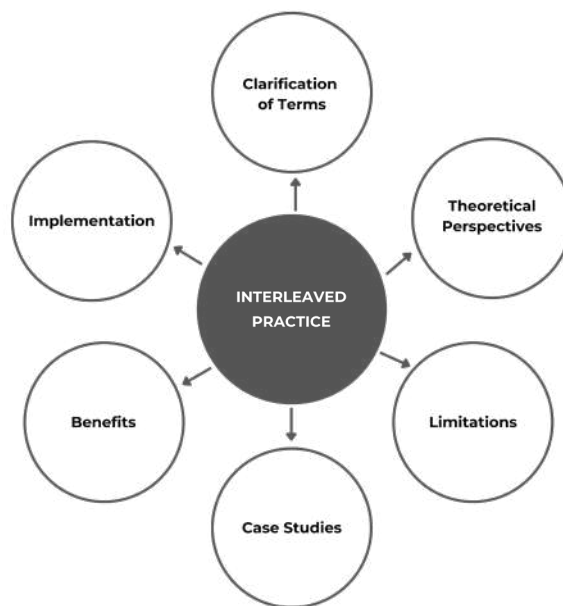 Clarification
of Terms
Implementation
Theoretical
Perspectives
INTERLEAVED
PRACTICE
Benefits
Limitations
Case Studies